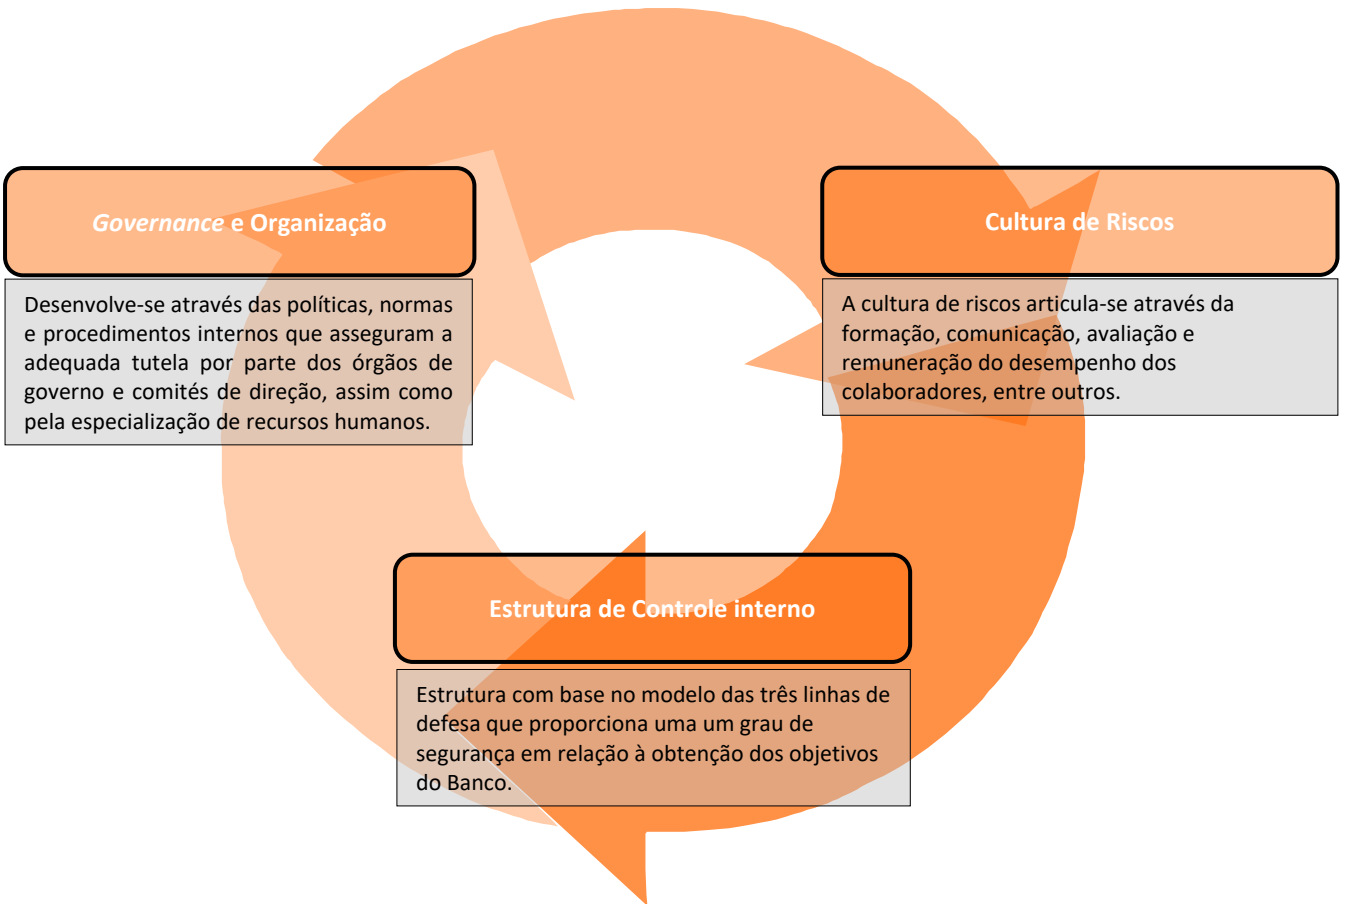 Governance e Organização
Desenvolve-se através das políticas, normas
e procedimentos internos que asseguram a
adequada tutela por parte dos órgãos de
governo e comités de direção, assim como
pela especialização de recursos humanos.
Cultura de Riscos
A cultura de riscos articula-se através da
formação, comunicação, avaliação e
remuneração do desempenho dos
colaboradores, entre outros.
Estrutura de Controle interno
Estrutura com base no modelo das três linhas de
defesa que proporciona uma um grau de
segurança em relação à obtenção dos objetivos
do Banco.